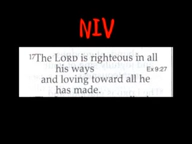 NIV
17The LORD is righteous in all
his ways Ex 9:27
and loving toward all he
has made.